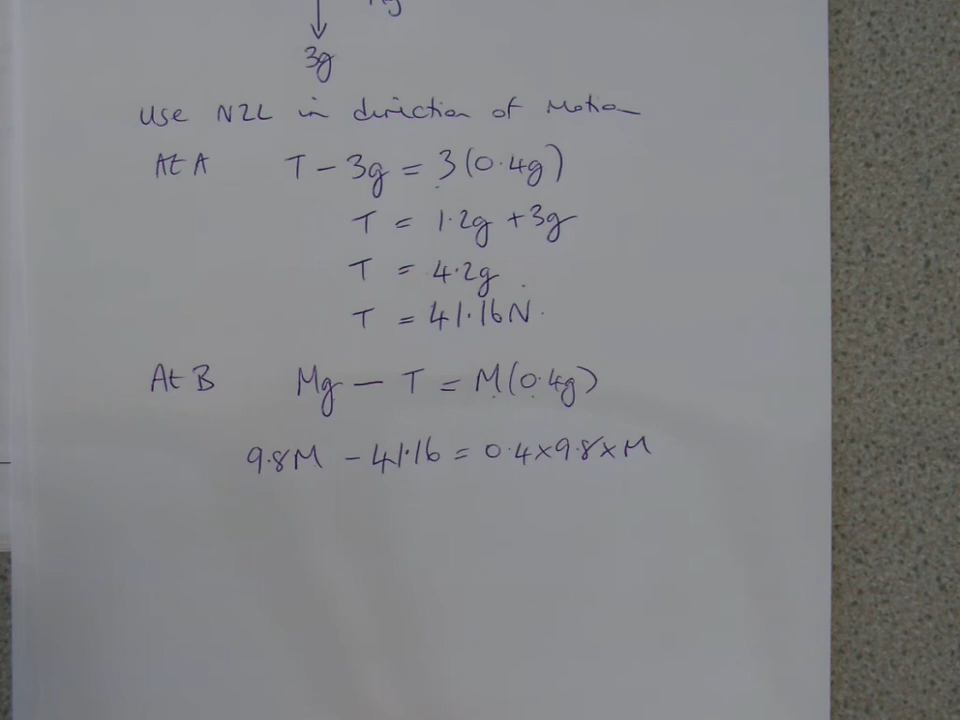 3g
Use N2L in direction of Motion
At A T - 3g = 3(0.4g)
T = 1.2g + 3g
T = 4.2g
T = 41.16N.
At B Mg - T = M(0.4g)
9.8M - 41.16 = 0.4×9.8×M